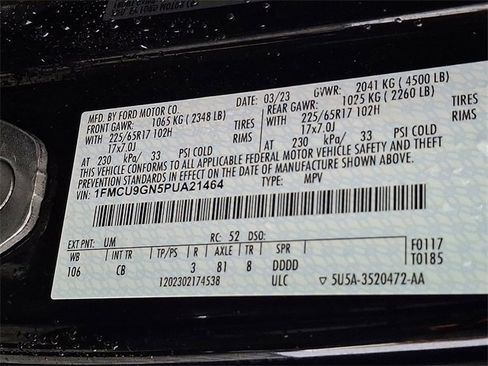 MFD. BY FORD MOTOR CO.
DATE: 03/23 GVWR: 2041 KG ( 4500 LB)
FRONT GAWR: 1065 KG ( 2348 LB) REAR GAWR: 1025 KG ( 2260 LB)
225/65R17 102H TIRES 225/65R17 102H TIRES
17x7.0J RIMS 17x7.0J RIMS
AT 230 kPa/ 33 PSI COLD AT 230 kPa/ 33 PSI COLD
THIS VEHICLE CONFORMS TO ALL APPLICABLE FEDERAL MOTOR VEHICLE SAFETY AND THEFT
PREVENTION STANDARDS IN EFFECT ON THE DATE OF MANUFACTURE SHOWN ABOVE.
VIN: 1FMCU9GN5PUA21464 TYPE: MPV
EXT PNT: UM RC: 52 DSO: F0117
WB INT TR TP/PS R AX TR SPR T0185
106 CB 3 81 8 DDDD
1202302174538 ULC ▽ 5U5A-3520472-AA